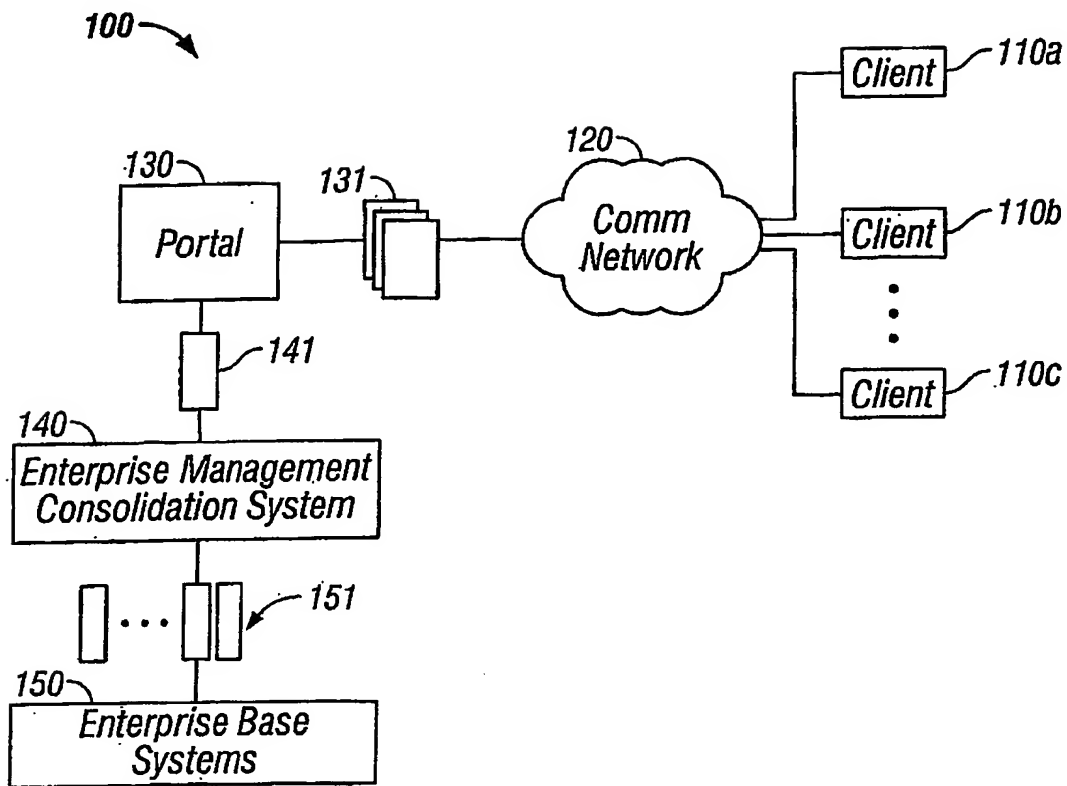 100
Client
110a
130
Portal
131
120
Comm
Network
Client
110b
141
Client
110c
140
Enterprise Management
Consolidation System
151
150
Enterprise Base
Systems